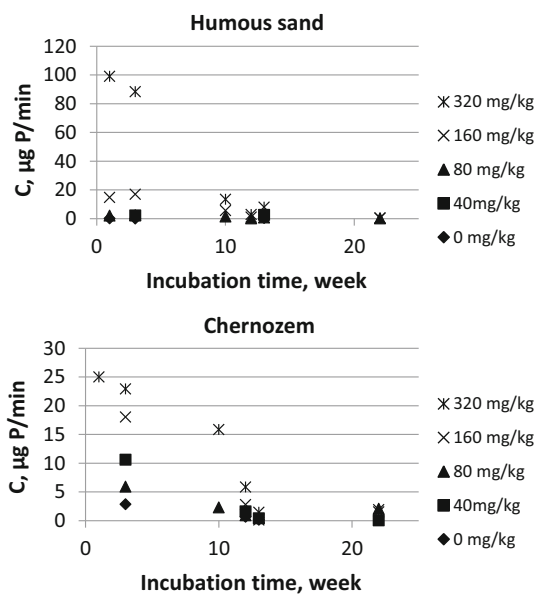 Humous sand
120
100
80
60
40
20
0
C, µg P/min
0 10 20
Incubation time, week
320 mg/kg
160 mg/kg
80 mg/kg
40mg/kg
0 mg/kg
Chernozem
30
25
20
15
10
5
0
C, µg P/min
0 10 20
Incubation time, week
320 mg/kg
160 mg/kg
80 mg/kg
40mg/kg
0 mg/kg